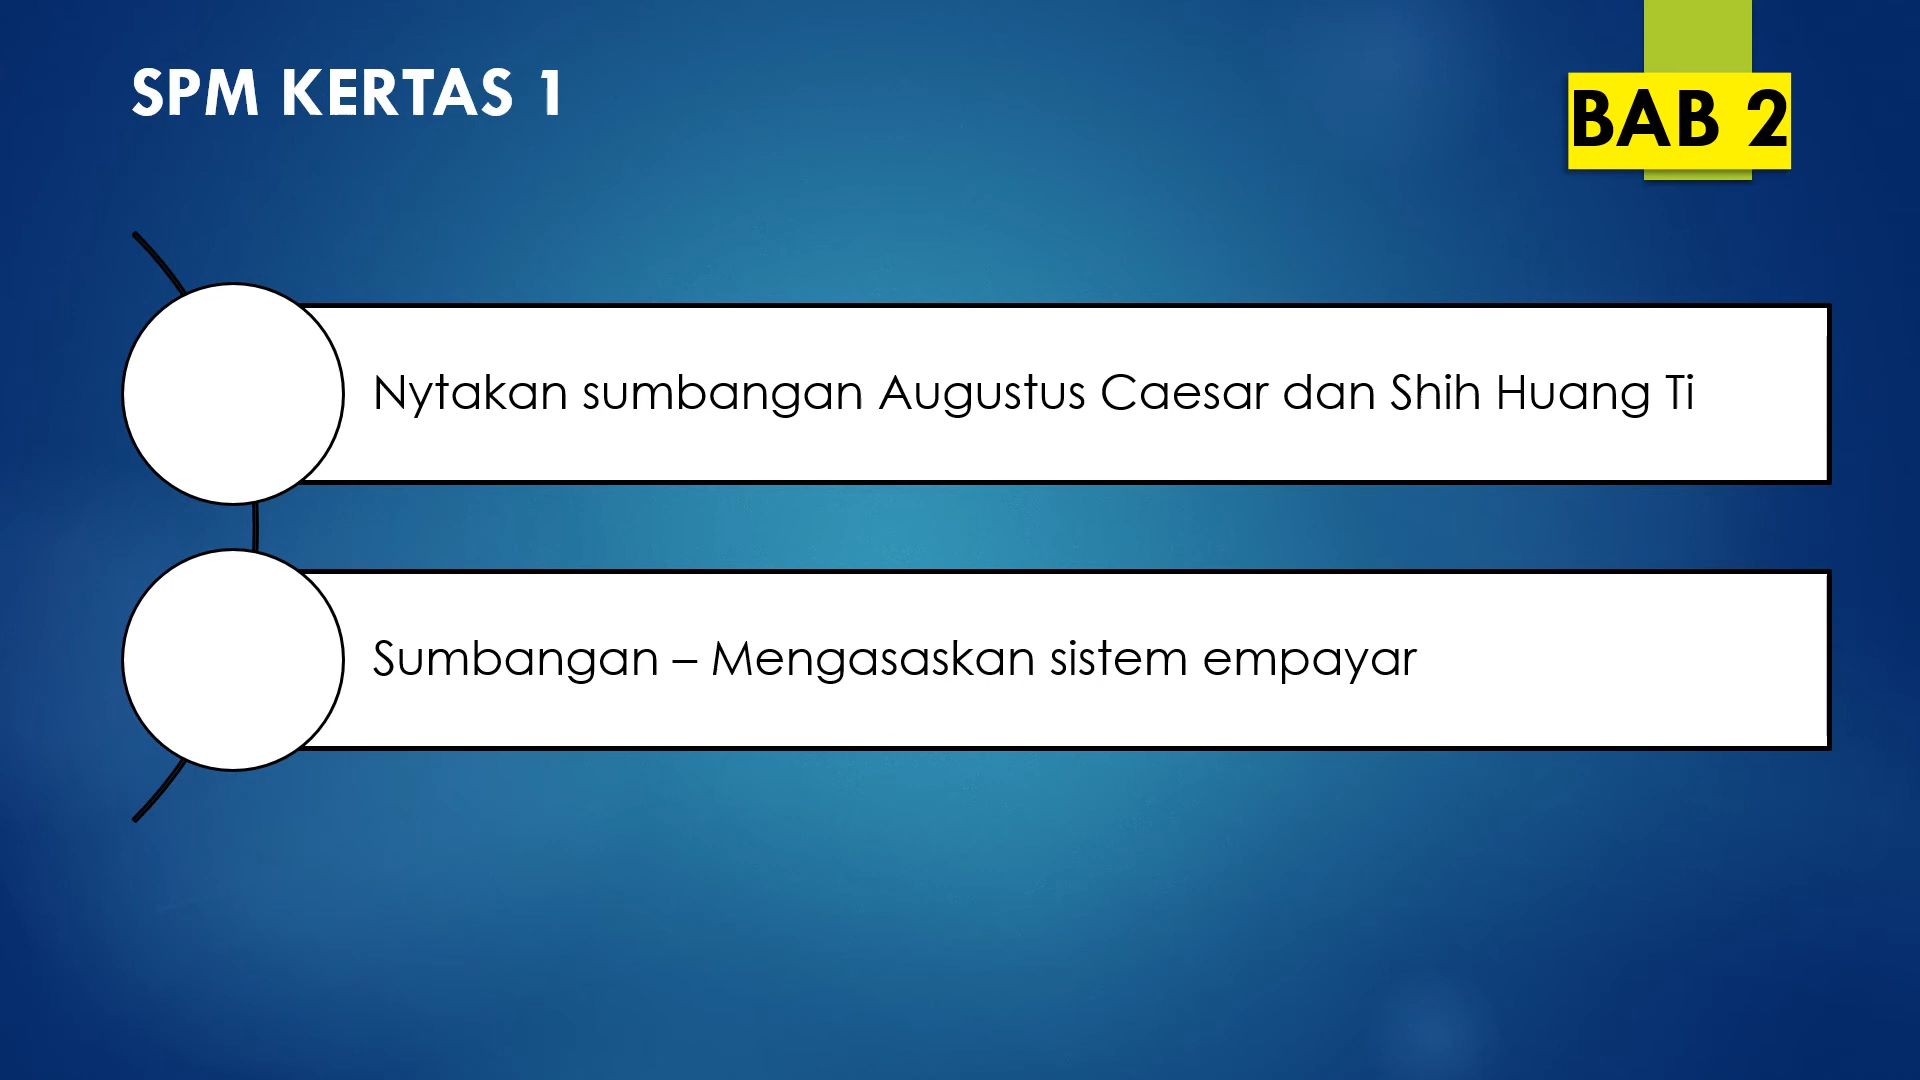 SPM KERTAS 1
BAB 2
Nytakan sumbangan Augustus Caesar dan Shih Huang Ti
Sumbangan – Mengasaskan sistem empayar